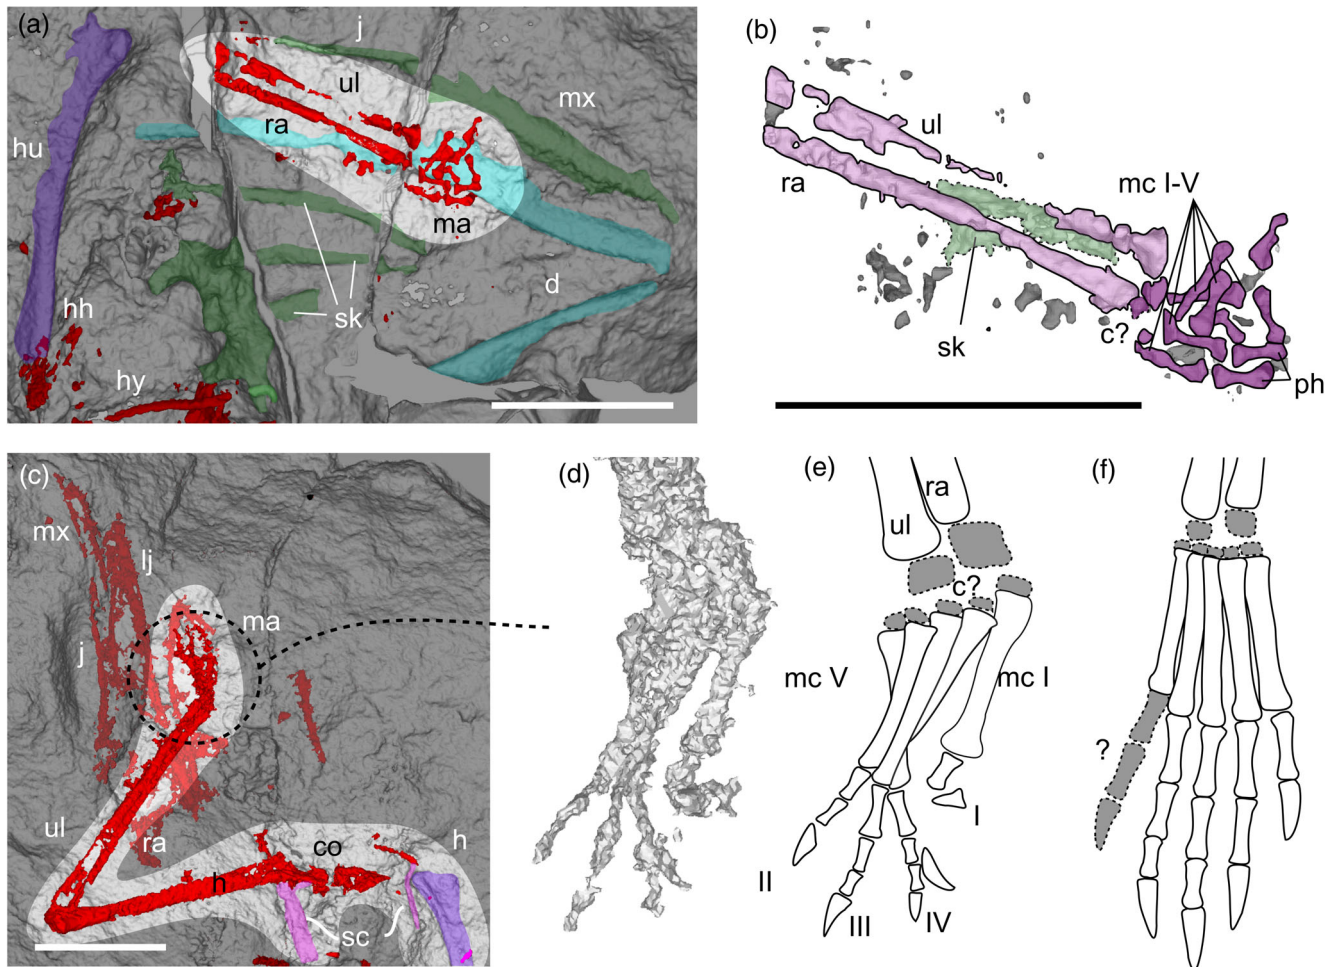 (a)
j
ul
mx
hu
ra
ma
d
hh
sk
hy
(b)
ul
ra
mc I-V
sk
c?
ph
(c)
mx
lj
ma
j
ul
ra
co
h
h
sc
(d)
(e)
ra
ul
c?
mc V
mc I
I
II
III
IV
(f)
?